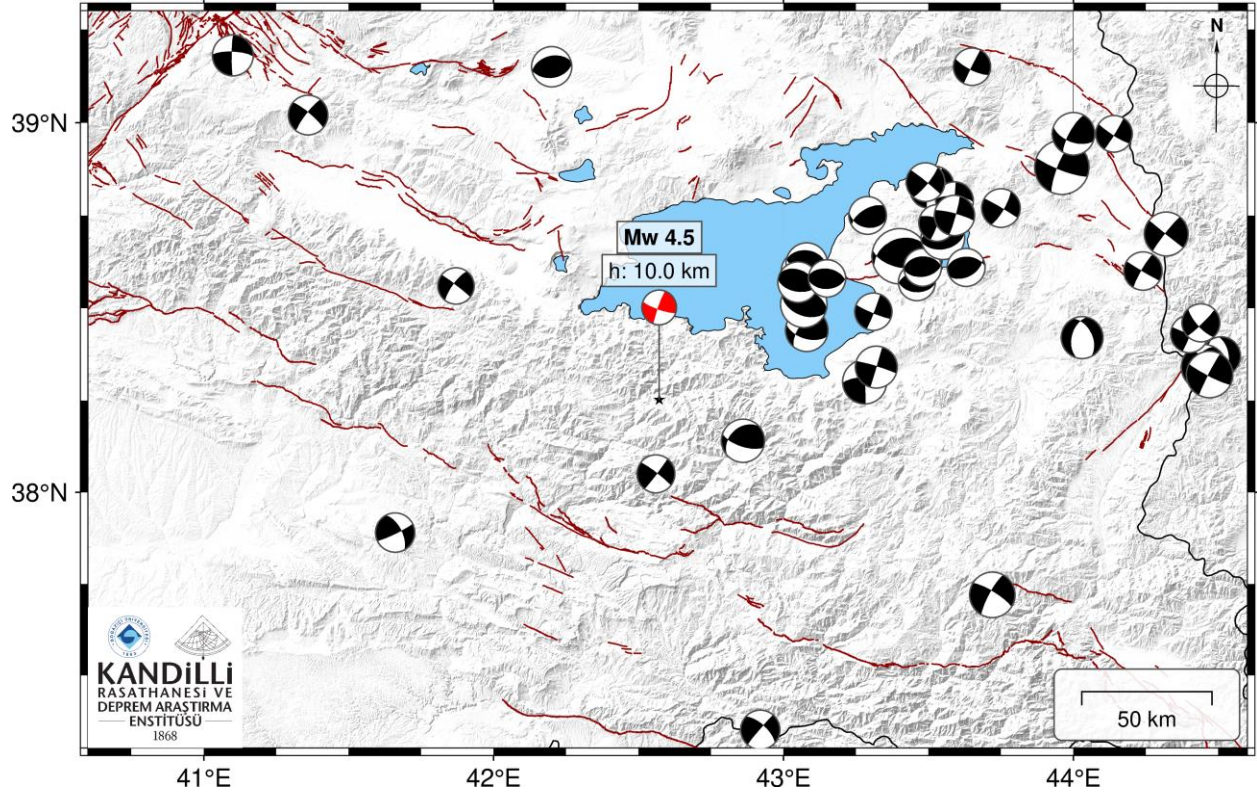 N
39°N
Mw 4.5
h: 10.0 km
38°N
KANDiLLi
RASATHANESİ VE
DEPREM ARAŞTIRMA
ENSTİTÜSÜ
1868
50 km
41°E
42°E
43°E
44°E